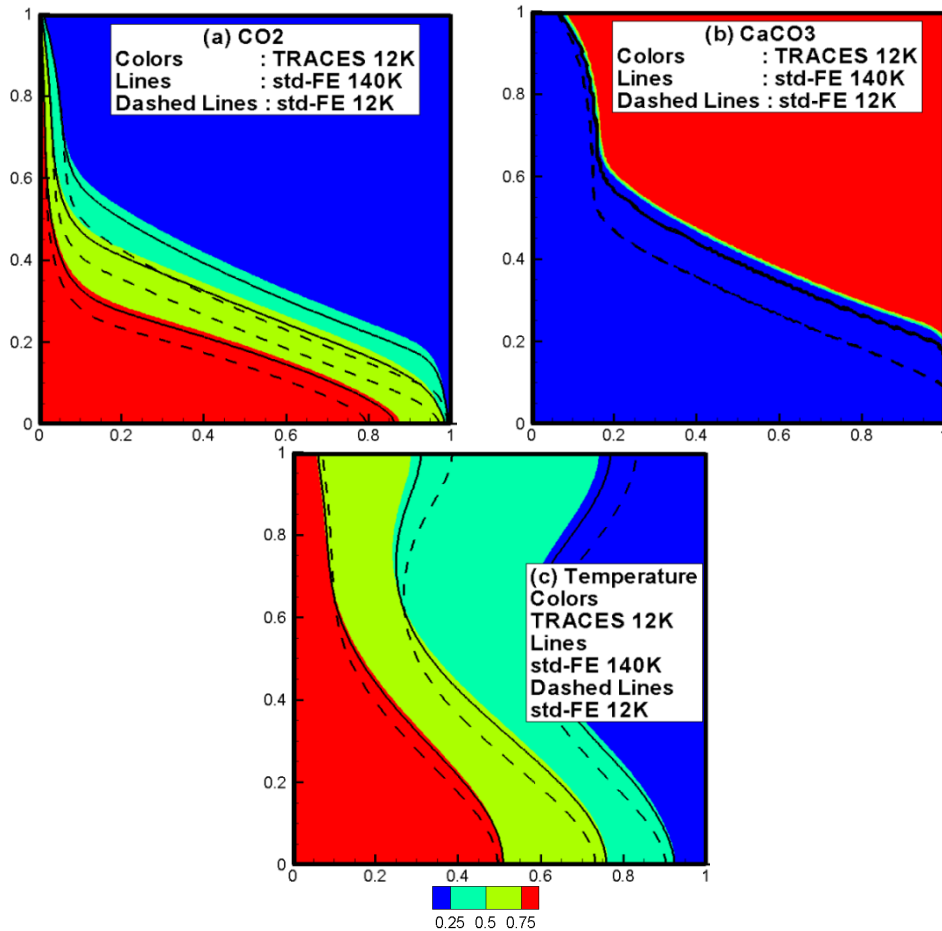 (a) CO2
Colors : TRACES 12K
Lines : std-FE 140K
Dashed Lines : std-FE 12K
1
0.8
0.6
0.4
0.2
0
0 0.2 0.4 0.6 0.8 1
(b) CaCO3
Colors : TRACES 12K
Lines : std-FE 140K
Dashed Lines : std-FE 12K
1
0.8
0.6
0.4
0.2
0
0 0.2 0.4 0.6 0.8 1
(c) Temperature
Colors
TRACES 12K
Lines
std-FE 140K
Dashed Lines
std-FE 12K
1
0.8
0.6
0.4
0.2
0
0 0.2 0.4 0.6 0.8 1
0.25 0.5 0.75